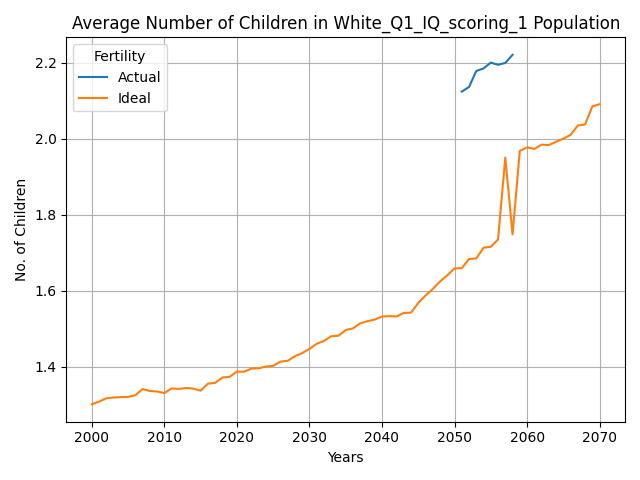 Average Number of Children in White_Q1_IQ_scoring_1 Population
Fertility
Actual
Ideal
No. of Children
2.2
2.0
1.8
1.6
1.4
2000 2010 2020 2030 2040 2050 2060 2070
Years